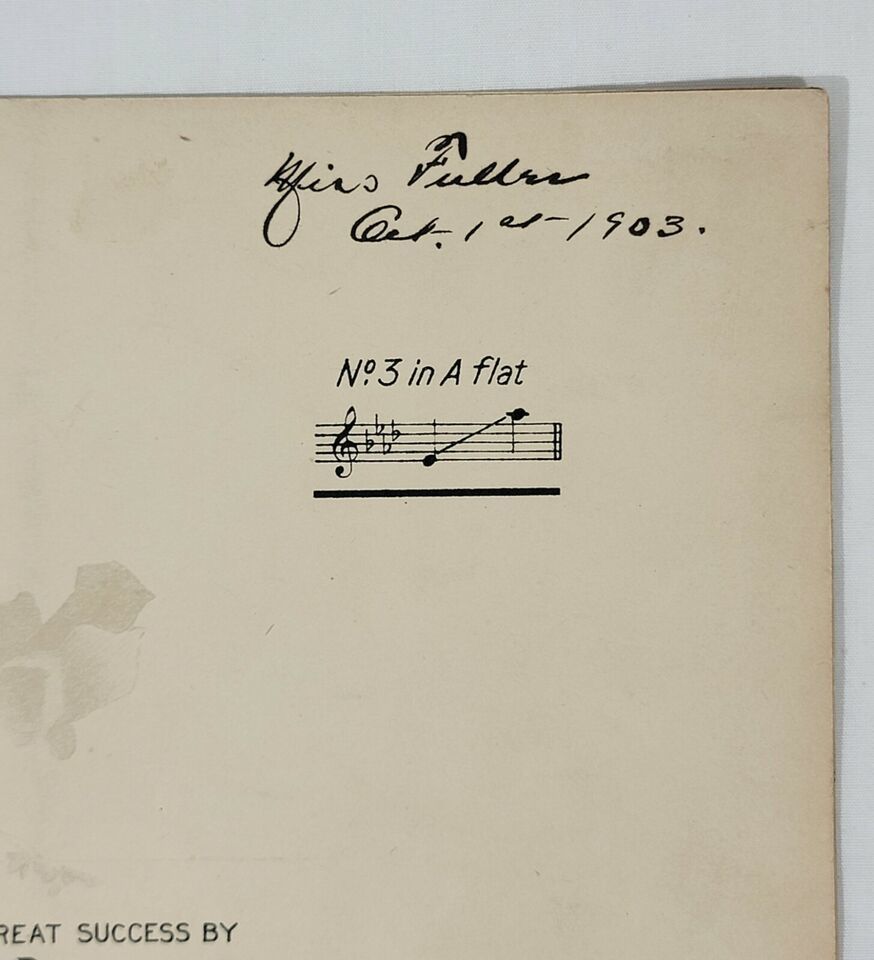 Miss Fuller
Oct. 1st 1903.
Nº 3 in A flat
REAT SUCCESS BY